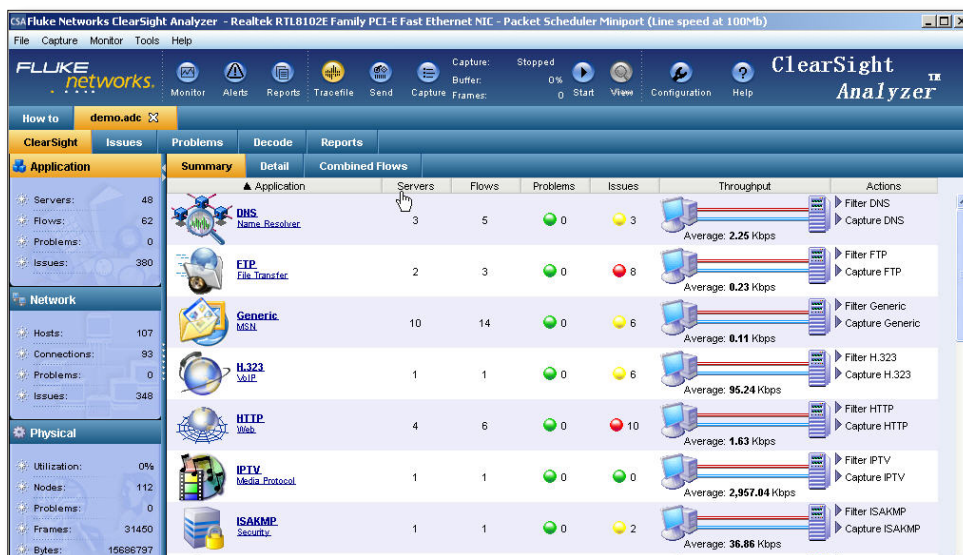 CSA Fluke Networks ClearSight Analyzer - Realtek RTL8102E Family PCI-E Fast Ethernet NIC - Packet Scheduler Miniport (Line speed at 100Mb)
File Capture Monitor Tools Help
FLUKE networks.
Monitor Alerts Reports Tracefile Send Capture
Capture: Stopped
Buffer: 0%
Frames: 0
Start View Configuration Help
ClearSight Analyzer ™
How to demo.adc
ClearSight Issues Problems Decode Reports
Application
Servers: 48
Flows: 62
Problems: 0
Issues: 380
Network
Hosts: 107
Connections: 93
Problems: 0
Issues: 348
Physical
Utilization: 0%
Nodes: 112
Problems: 0
Frames: 31450
Bytes: 15686797
Summary Detail Combined Flows
Application Servers Flows Problems Issues Throughput Actions
DNS Name Resolver 3 5 0 3 Average: 2.25 Kbps Filter DNS Capture DNS
FTP File Transfer 2 3 0 8 Average: 0.23 Kbps Filter FTP Capture FTP
Generic MSN 10 14 0 6 Average: 0.11 Kbps Filter Generic Capture Generic
H.323 VoIP 1 1 0 6 Average: 95.24 Kbps Filter H.323 Capture H.323
HTTP Web 4 6 0 10 Average: 1.63 Kbps Filter HTTP Capture HTTP
IPTV Media Protocol 1 1 0 0 Average: 2,957.04 Kbps Filter IPTV Capture IPTV
ISAKMP Security 1 1 0 2 Average: 36.86 Kbps Filter ISAKMP Capture ISAKMP